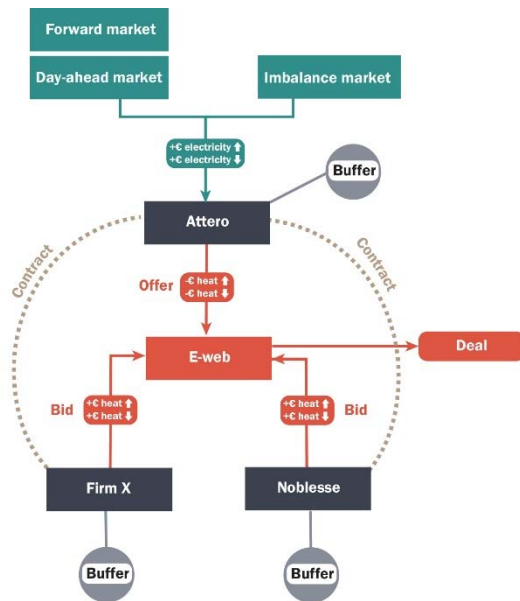 Forward market
Day-ahead market
Imbalance market
+€ electricity ⬆
+€ electricity ⬇
Buffer
Attero
Contract
Contract
Offer
-€ heat ⬆
-€ heat ⬇
E-web
Deal
Bid
+€ heat ⬆
+€ heat ⬇
+€ heat ⬆
+€ heat ⬇
Bid
Firm X
Noblesse
Buffer
Buffer